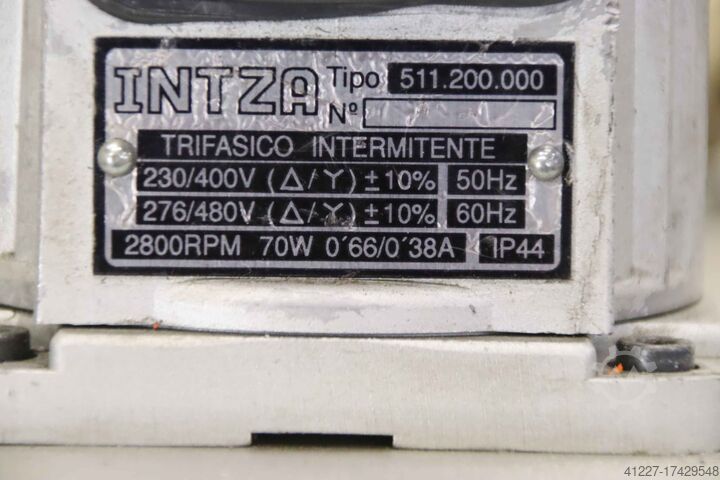 INTZA Tipo 511.200.000
Nº
TRIFASICO INTERMITENTE
230/400V (△/Y) ±10% 50Hz
276/480V (△/Y) ±10% 60Hz
2800RPM 70W 0´66/0´38A IP44
41227-17429548